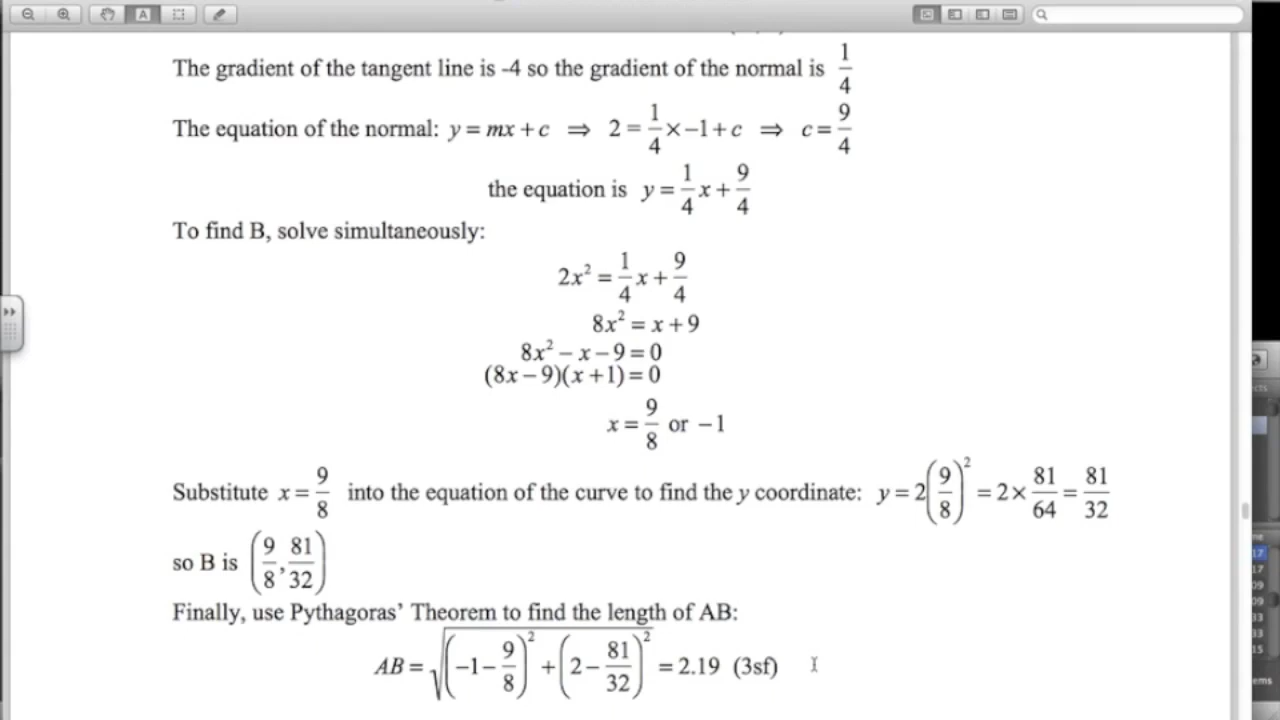 The gradient of the tangent line is -4 so the gradient of the normal is 1/4
The equation of the normal: y = mx + c ⇒ 2 = 1/4 × −1 + c ⇒ c = 9/4
the equation is y = 1/4 x + 9/4
To find B, solve simultaneously:
2x² = 1/4 x + 9/4
8x² = x + 9
8x² − x − 9 = 0
(8x − 9)(x + 1) = 0
x = 9/8 or −1
Substitute x = 9/8 into the equation of the curve to find the y coordinate: y = 2(9/8)² = 2 × 81/64 = 81/32
so B is (9/8, 81/32)
Finally, use Pythagoras' Theorem to find the length of AB:
AB = √((−1 − 9/8)² + (2 − 81/32)²) = 2.19 (3sf)